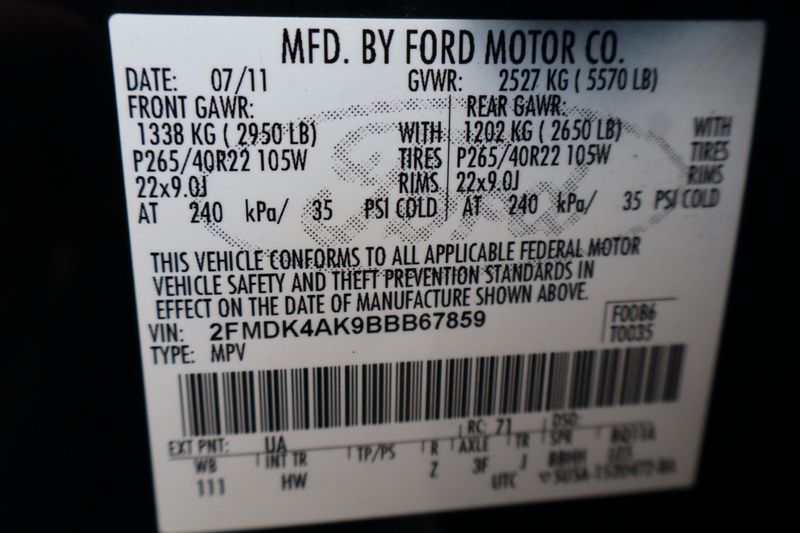 MFD. BY FORD MOTOR CO.
DATE: 07/11 GVWR: 2527 KG ( 5570 LB)
FRONT GAWR: REAR GAWR:
1338 KG ( 2950 LB) WITH 1202 KG ( 2650 LB) WITH
P265/40R22 105W TIRES P265/40R22 105W TIRES
22x9.0J RIMS 22x9.0J RIMS
AT 240 kPa/ 35 PSI COLD AT 240 kPa/ 35 PSI COLD
Ford
THIS VEHICLE CONFORMS TO ALL APPLICABLE FEDERAL MOTOR
VEHICLE SAFETY AND THEFT PREVENTION STANDARDS IN
EFFECT ON THE DATE OF MANUFACTURE SHOWN ABOVE.
VIN: 2FMDK4AK9BBB67859 F0086
TYPE: MPV T0035
EXT PNT: UA RC: 71 DSO:
WB INT TR TP/PS R AXLE TR SPR
111 HW Z 3F J
UTC